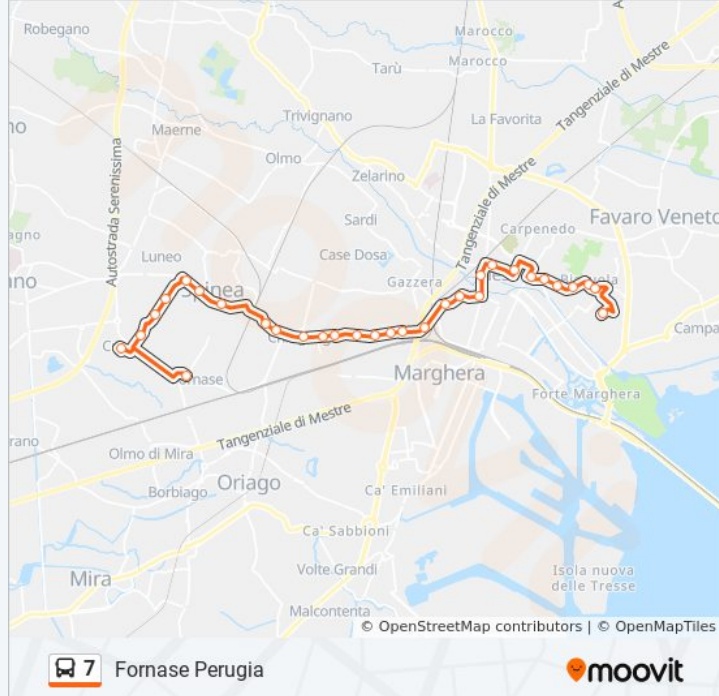 Robegano
Marocco
Marocco
Tarù
Tangenziale di Mestre
Trivignano
La Favorita
Maerne
Olmo
Zelarino
Tangenziale di Mestre
Autostrada Serenissima
Sardi
Carpenedo
Favaro Veneto
Luneo
Case Dosa
Gazzera
Spinea
Campa
Marghera
Forte Marghera
Tangenziale di Mestre
Olmo di Mira
Oriago
Borbiago
Ca' Emiliani
Ca' Sabbioni
Volte Grandi
Isola nuova
delle Tresse
Mira
Malcontenta
© OpenStreetMap contributors | © OpenMapTiles
7 Fornase Perugia
moovit